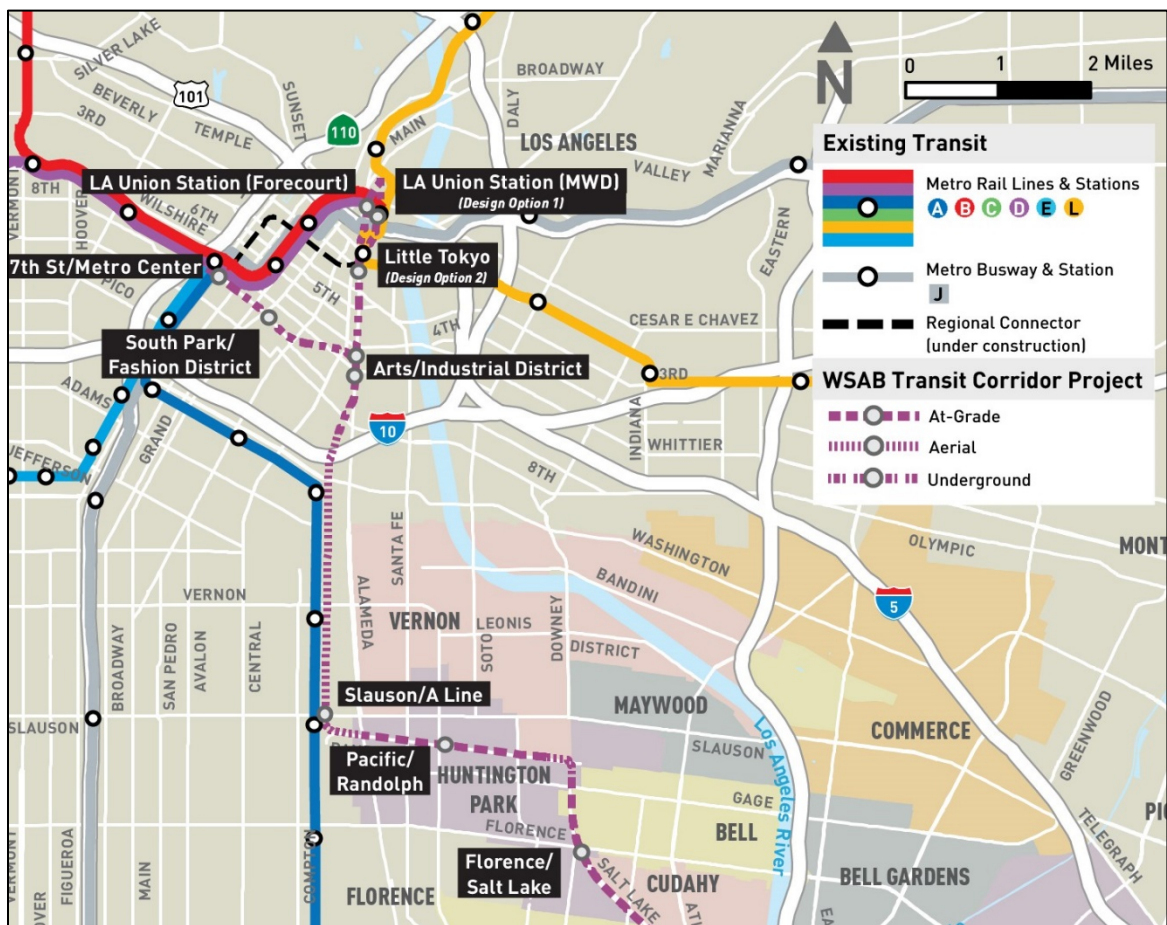 SILVER LAKE
BEVERLY
3RD
101
TEMPLE
SUNSET
110
MAIN
BROADWAY
DALY
LOS ANGELES
VALLEY
MARIANNA
EASTERN
N
0 1 2 Miles
Existing Transit
Metro Rail Lines & Stations
A B C D E L
Metro Busway & Station
J
Regional Connector
(under construction)
WSAB Transit Corridor Project
At-Grade
Aerial
Underground
VERMONT
8TH
HOOVER
WILSHIRE
6TH
LA Union Station (Forecourt)
LA Union Station (MWD)
(Design Option 1)
7th St/Metro Center
PICO
5TH
Little Tokyo
(Design Option 2)
4TH
CESAR E CHAVEZ
South Park/
Fashion District
Arts/Industrial District
3RD
ADAMS
GRAND
JEFFERSON
10
INDIANA
WHITTIER
8TH
OLYMPIC
MONT
WASHINGTON
BANDINI
SANTA FE
ALAMEDA
VERNON
VERNON
LEONIS
SOTO
DOWNEY
DISTRICT
5
BROADWAY
SAN PEDRO
AVALON
CENTRAL
Slauson/A Line
MAYWOOD
COMMERCE
GREENWOOD
SLAUSON
SLAUSON
Los Angeles River
Pacific/
Randolph
HUNTINGTON
PARK
GAGE
BELL
FLORENCE
PIC
TELEGRAPH
Florence/
Salt Lake
SALT LAKE
CUDAHY
BELL GARDENS
VERMONT
OVER
FIGUEROA
MAIN
COMPTON
FLORENCE
ATL
EA